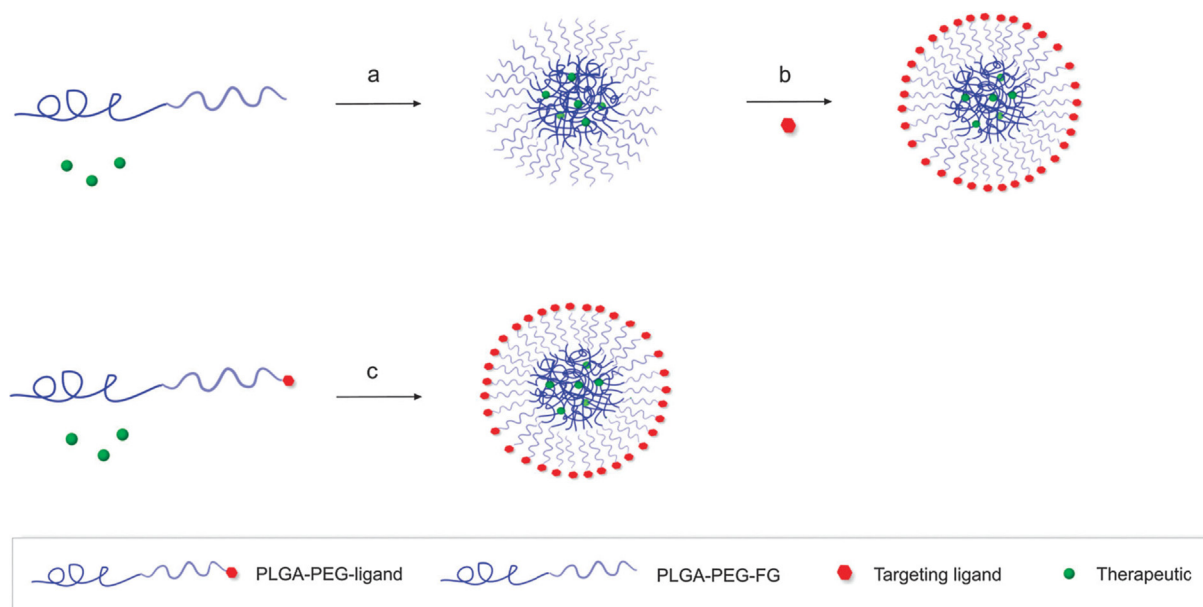 a
b
c
PLGA-PEG-ligand
PLGA-PEG-FG
Targeting ligand
Therapeutic